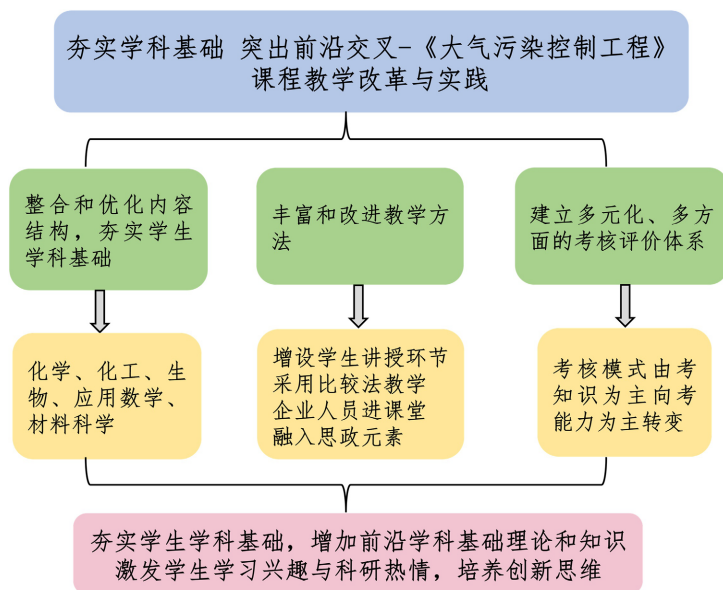 夯实学科基础 突出前沿交叉-《大气污染控制工程》
课程教学改革与实践
整合和优化内容
结构，夯实学生
学科基础
丰富和改进教学方
法
建立多元化、多方
面的考核评价体系
化学、化工、生
物、应用数学、
材料科学
增设学生讲授环节
采用比较法教学
企业人员进课堂
融入思政元素
考核模式由考
知识为主向考
能力为主转变
夯实学生学科基础，增加前沿学科基础理论和知识
激发学生学习兴趣与科研热情，培养创新思维